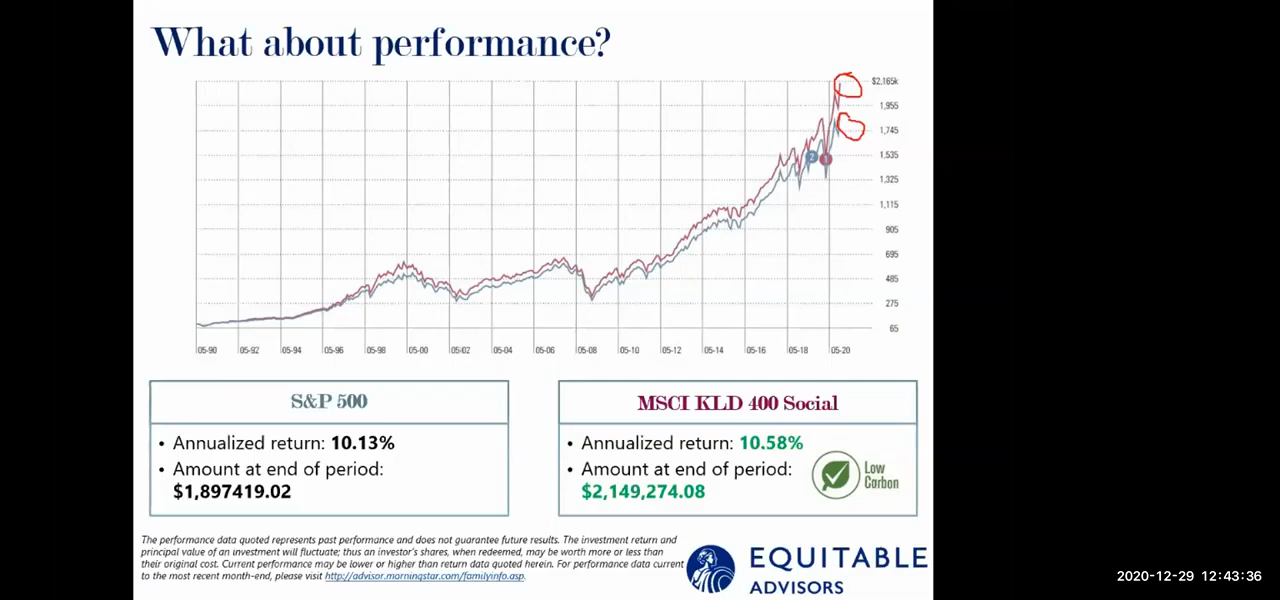 What about performance?
$2,165k
1,955
1,745
1,535
1,325
1,115
905
695
485
275
65
05-90 05-92 05-94 05-96 05-98 05-00 05-02 05-04 05-06 05-08 05-10 05-12 05-14 05-16 05-18 05-20
S&P 500
• Annualized return: 10.13%
• Amount at end of period:
$1,897419.02
MSCI KLD 400 Social
• Annualized return: 10.58%
• Amount at end of period:
$2,149,274.08
Low
Carbon
The performance data quoted represents past performance and does not guarantee future results. The investment return and
principal value of an investment will fluctuate; thus an investor's shares, when redeemed, may be worth more or less than
their original cost. Current performance may be lower or higher than return data quoted herein. For performance data current
to the most recent month-end, please visit http://advisor.morningstar.com/familyinfo.asp.
EQUITABLE
ADVISORS
2020-12-29 12:43:36